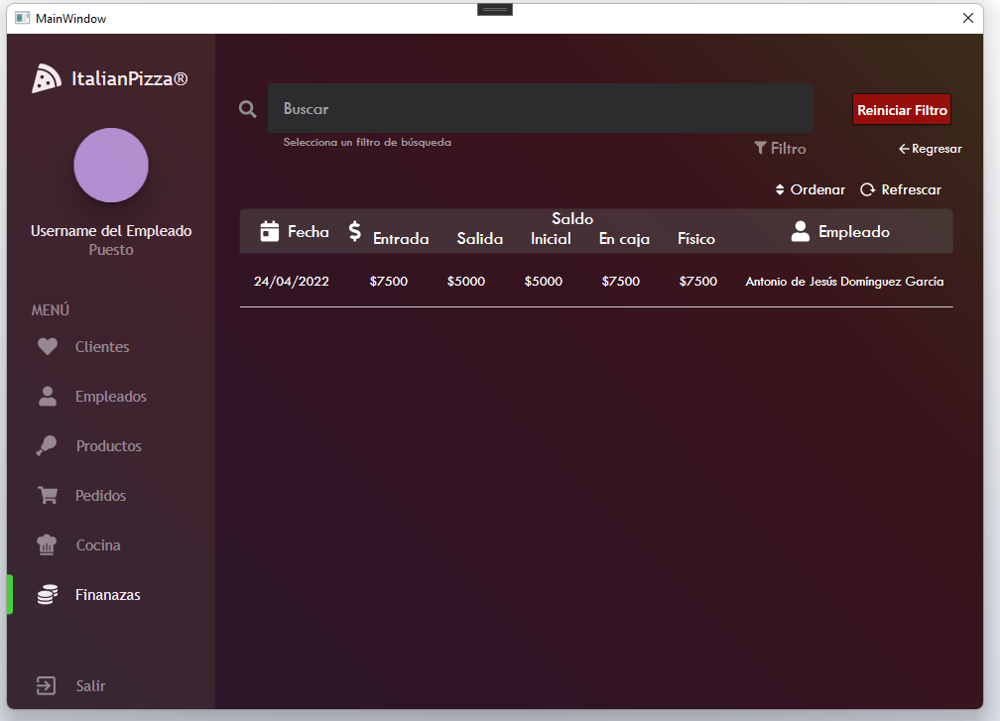 MainWindow
ItalianPizza®
Username del Empleado
Puesto
MENÚ
Clientes
Empleados
Productos
Pedidos
Cocina
Finanazas
Salir
Buscar
Reiniciar Filtro
Selecciona un filtro de búsqueda
Filtro
Regresar
Ordenar
Refrescar
Saldo
Fecha $ Entrada Salida Inicial En caja Físico Empleado
24/04/2022 $7500 $5000 $5000 $7500 $7500 Antonio de Jesús Domínguez García